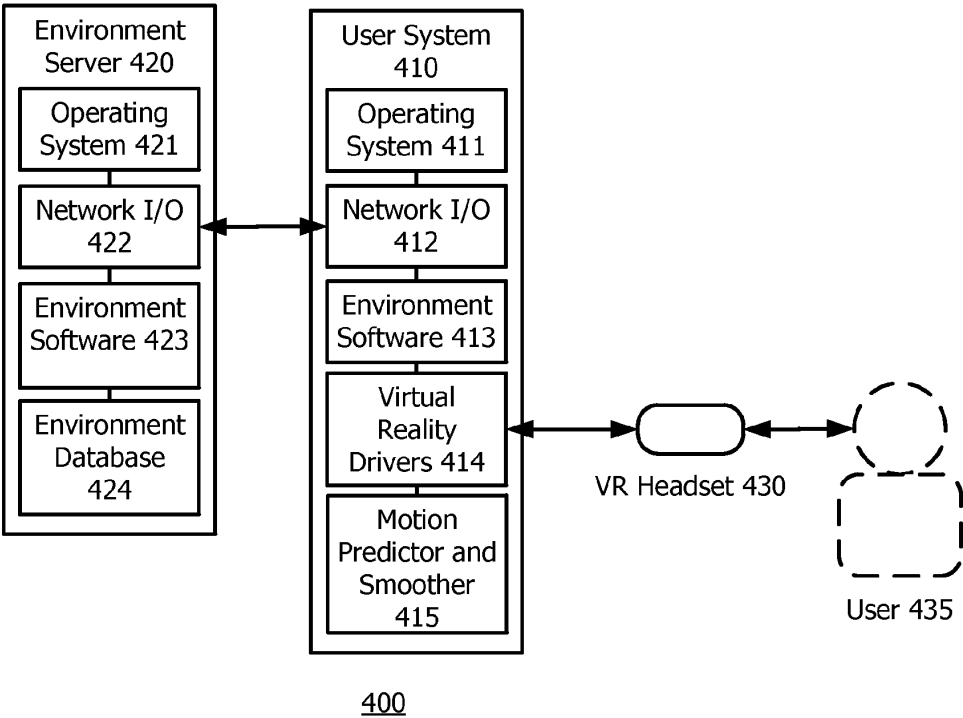 Environment
Server 420
Operating
System 421
Network I/O
422
Environment
Software 423
Environment
Database
424
User System
410
Operating
System 411
Network I/O
412
Environment
Software 413
Virtual
Reality
Drivers 414
Motion
Predictor and
Smoother
415
VR Headset 430
User 435
400